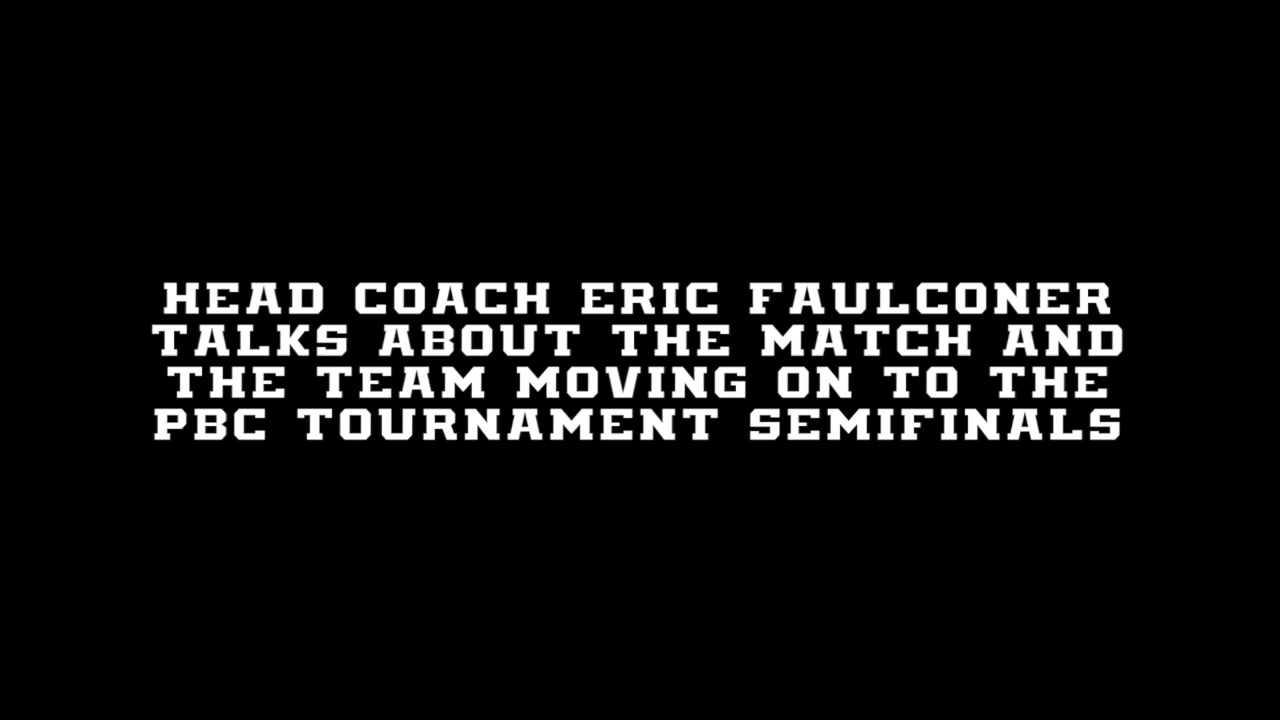 HEAD COACH ERIC FAULCONER
TALKS ABOUT THE MATCH AND
THE TEAM MOVING ON TO THE
PBC TOURNAMENT SEMIFINALS